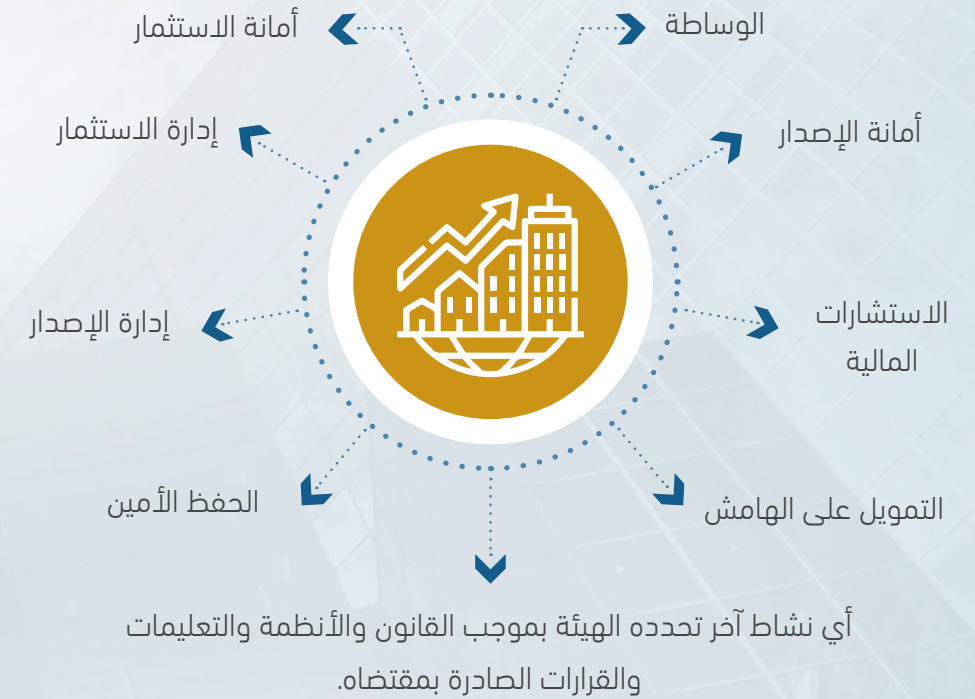 الوساطة
أمانة الاستثمار
أمانة الإصدار
إدارة الاستثمار
الاستشارات
المالية
إدارة الإصدار
التمويل على الهامش
الحفظ الأمين
أي نشاط آخر تحدده الهيئة بموجب القانون والأنظمة والتعليمات
والقرارات الصادرة بمقتضاه.